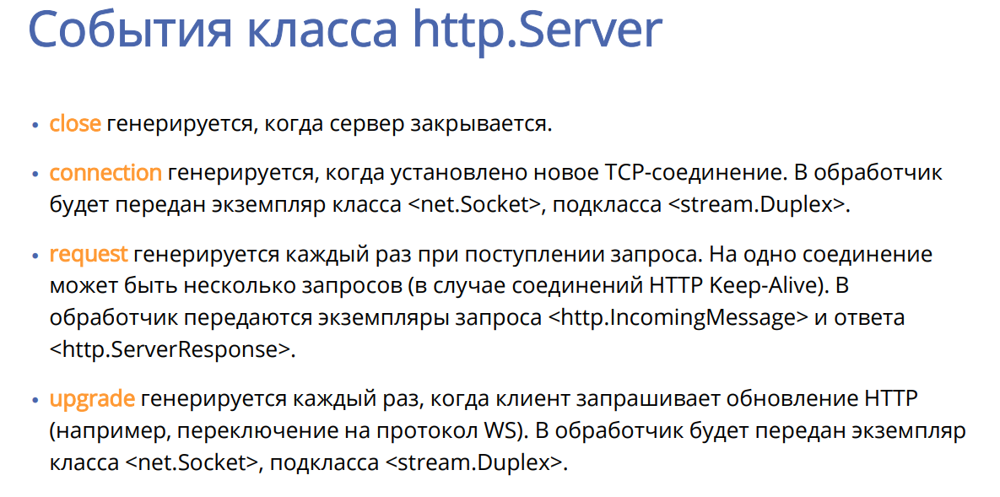 События класса http.Server
• close генерируется, когда сервер закрывается.
• connection генерируется, когда установлено новое TCP-соединение. В обработчик
будет передан экземпляр класса <net.Socket>, подкласса <stream.Duplex>.
• request генерируется каждый раз при поступлении запроса. На одно соединение
может быть несколько запросов (в случае соединений HTTP Keep-Alive). В
обработчик передаются экземпляры запроса <http.IncomingMessage> и ответа
<http.ServerResponse>.
• upgrade генерируется каждый раз, когда клиент запрашивает обновление HTTP
(например, переключение на протокол WS). В обработчик будет передан экземпляр
класса <net.Socket>, подкласса <stream.Duplex>.